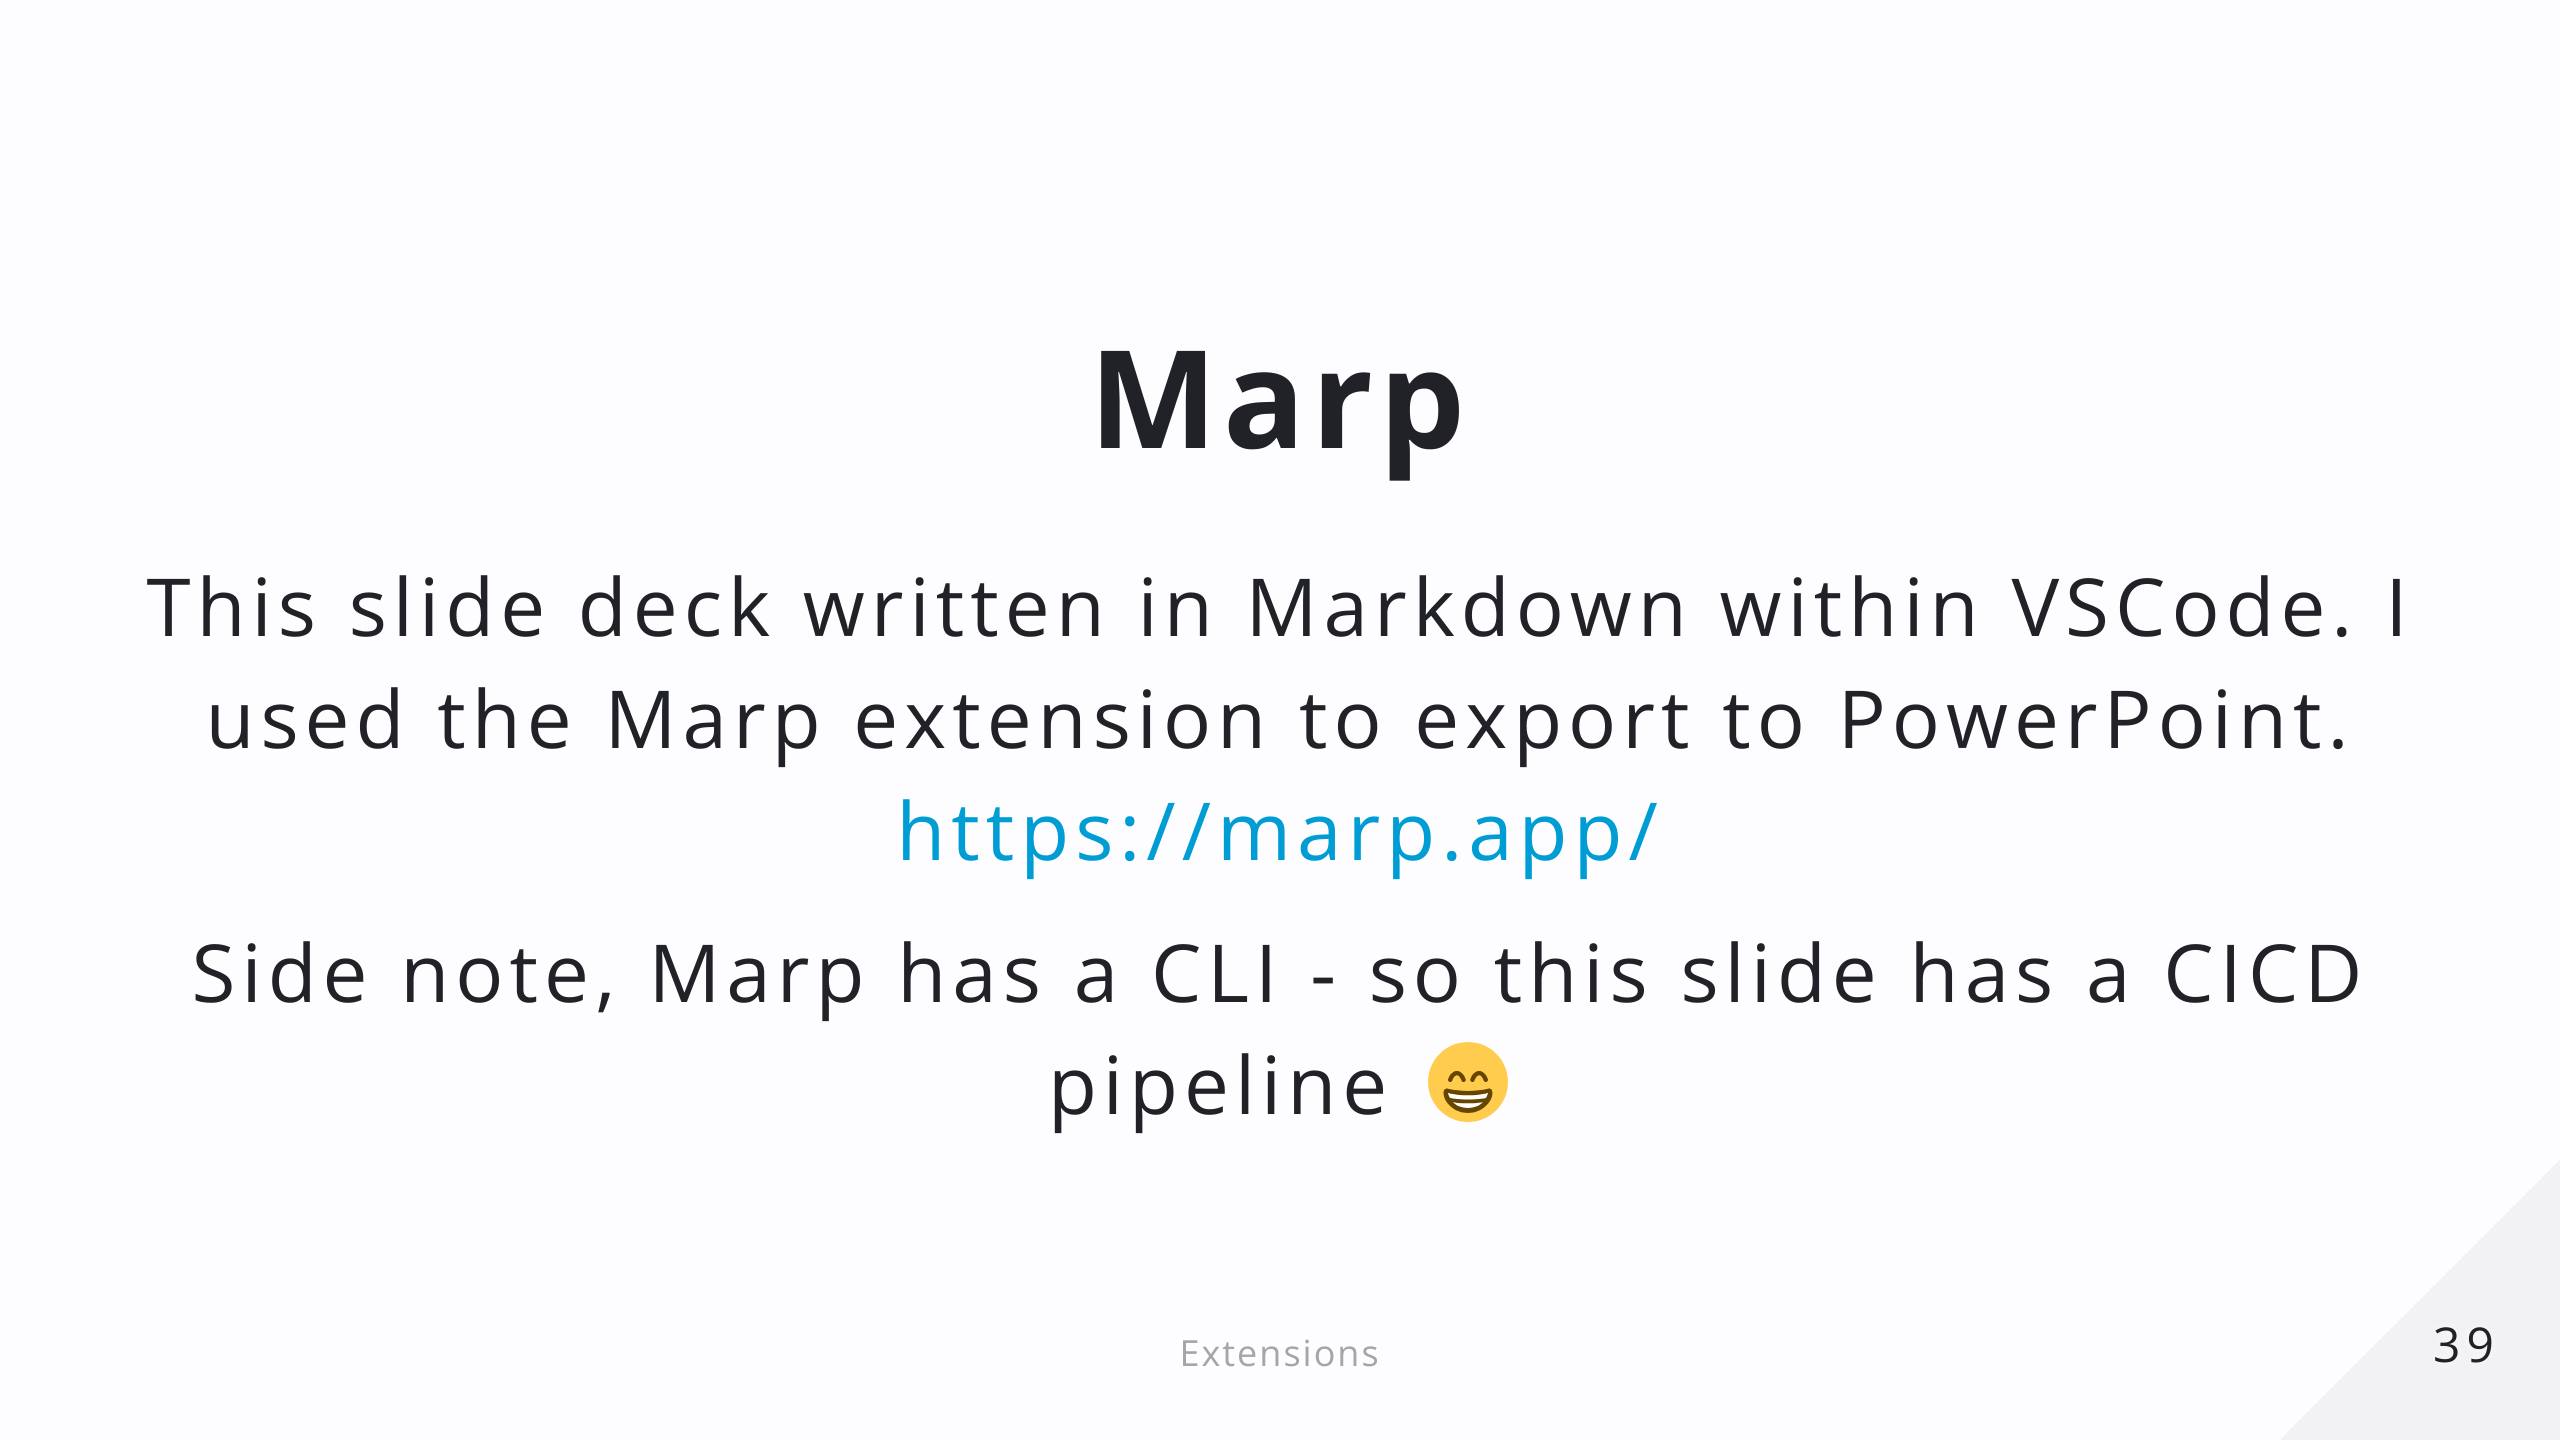 Marp
This slide deck written in Markdown within VSCode. I
used the Marp extension to export to PowerPoint.
https://marp.app/
Side note, Marp has a CLI - so this slide has a CICD
pipeline 😁
Extensions
39